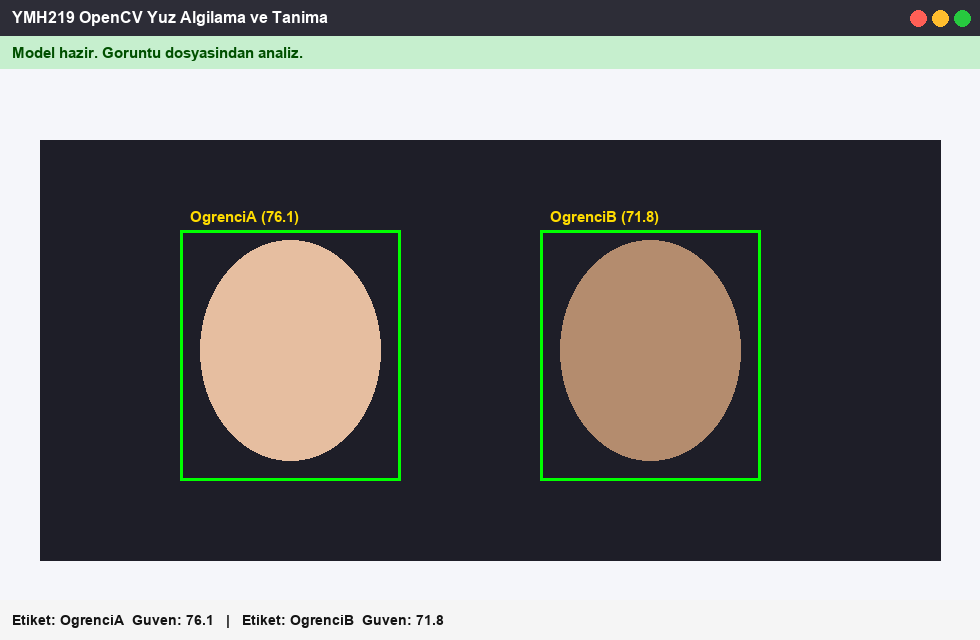 YMH219 OpenCV Yuz Algilama ve Tanima
Model hazir. Goruntu dosyasindan analiz.
OgrenciA (76.1)
OgrenciB (71.8)
Etiket: OgrenciA  Guven: 76.1   |   Etiket: OgrenciB  Guven: 71.8